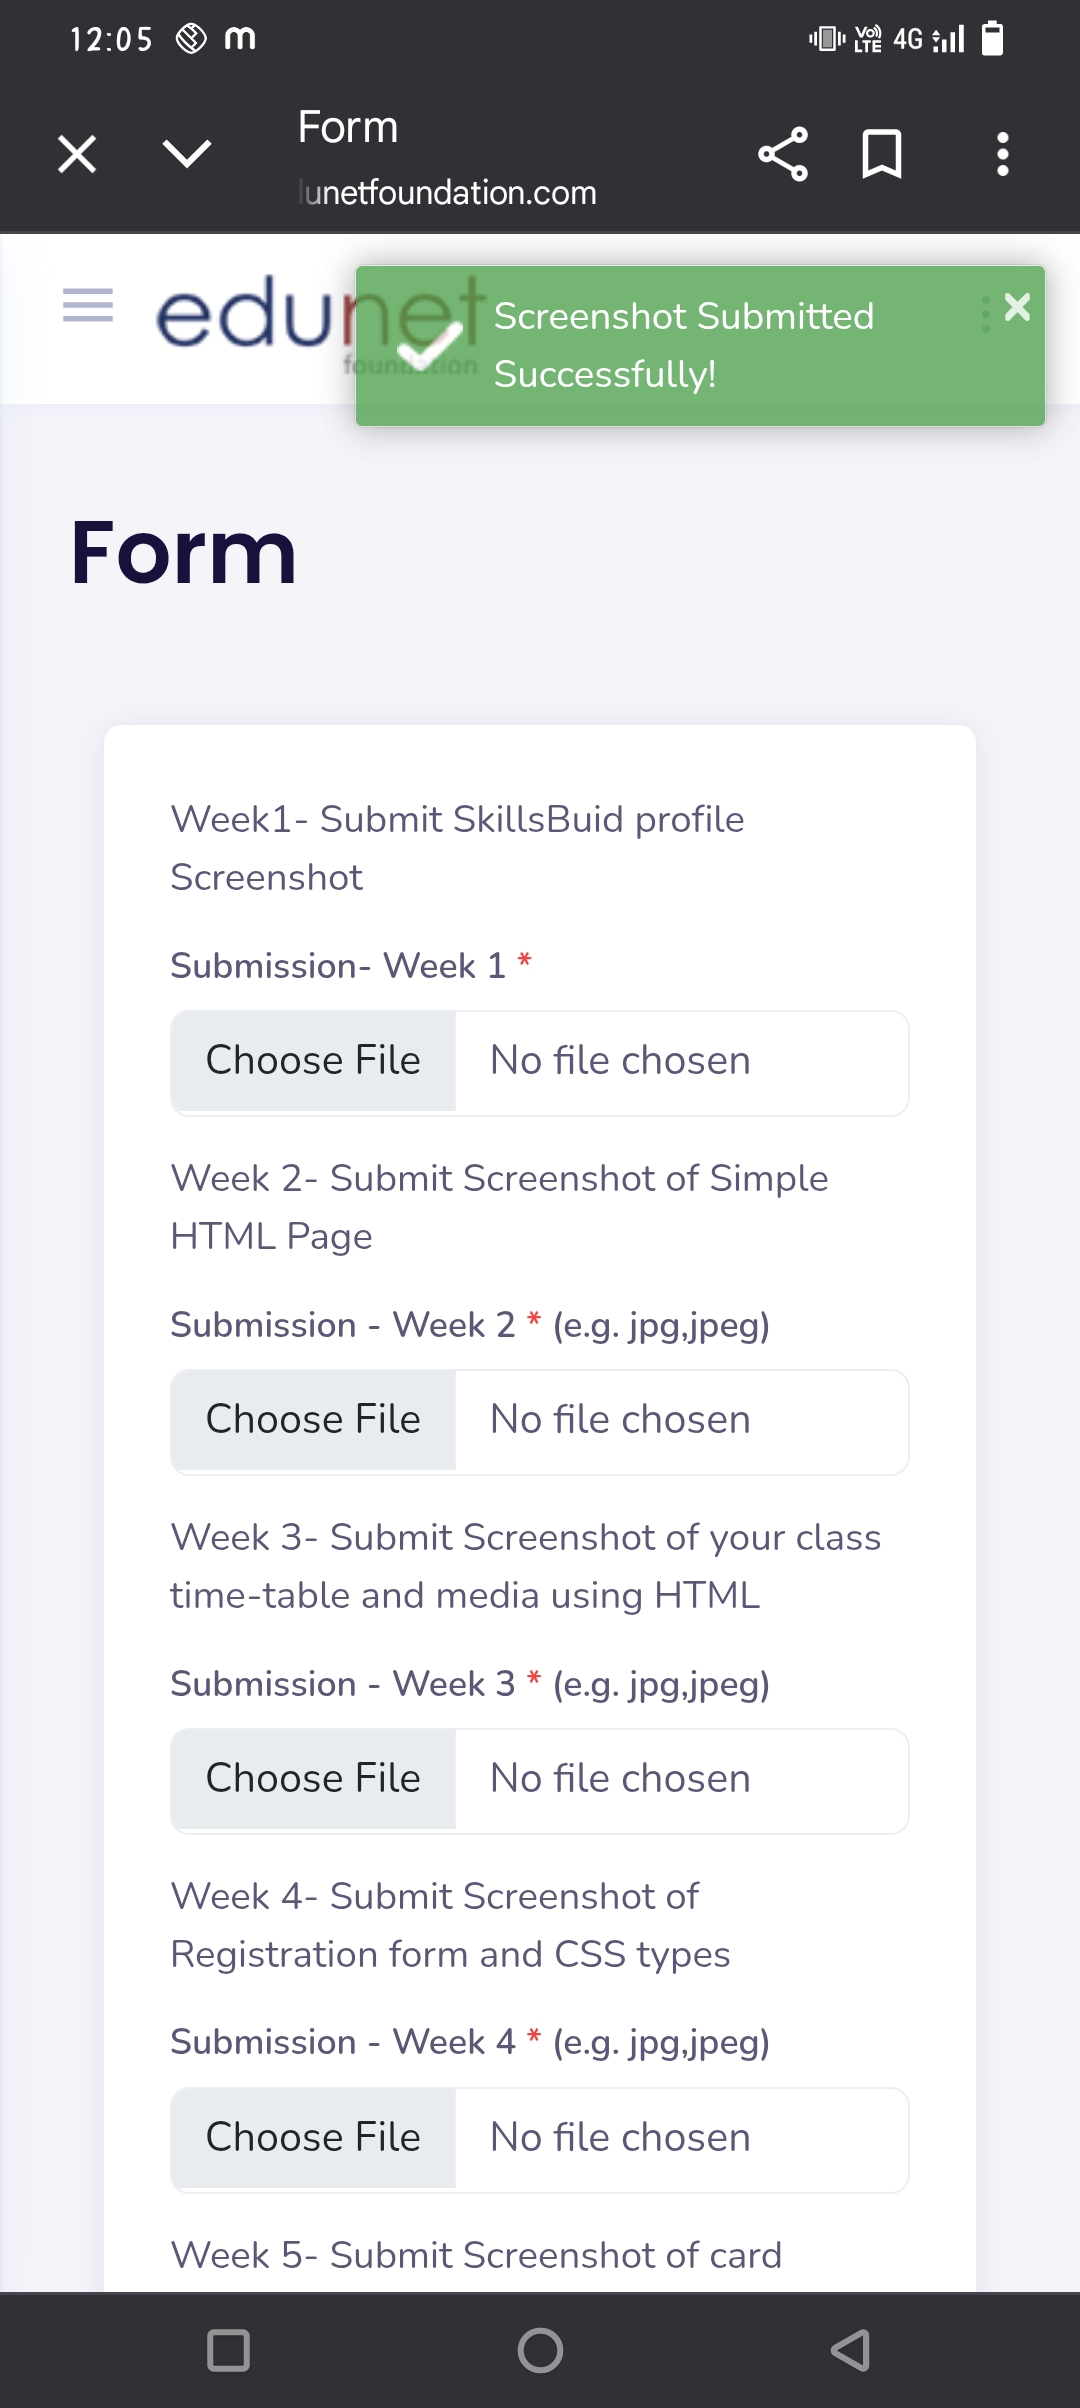 12:05
Vo)) LTE 4G
Form
unetfoundation.com
edunet
foundation
Screenshot Submitted
Successfully!
Form
Week1- Submit SkillsBuid profile
Screenshot
Submission- Week 1 *
Choose File No file chosen
Week 2- Submit Screenshot of Simple
HTML Page
Submission - Week 2 * (e.g. jpg,jpeg)
Choose File No file chosen
Week 3- Submit Screenshot of your class
time-table and media using HTML
Submission - Week 3 * (e.g. jpg,jpeg)
Choose File No file chosen
Week 4- Submit Screenshot of
Registration form and CSS types
Submission - Week 4 * (e.g. jpg,jpeg)
Choose File No file chosen
Week 5- Submit Screenshot of card